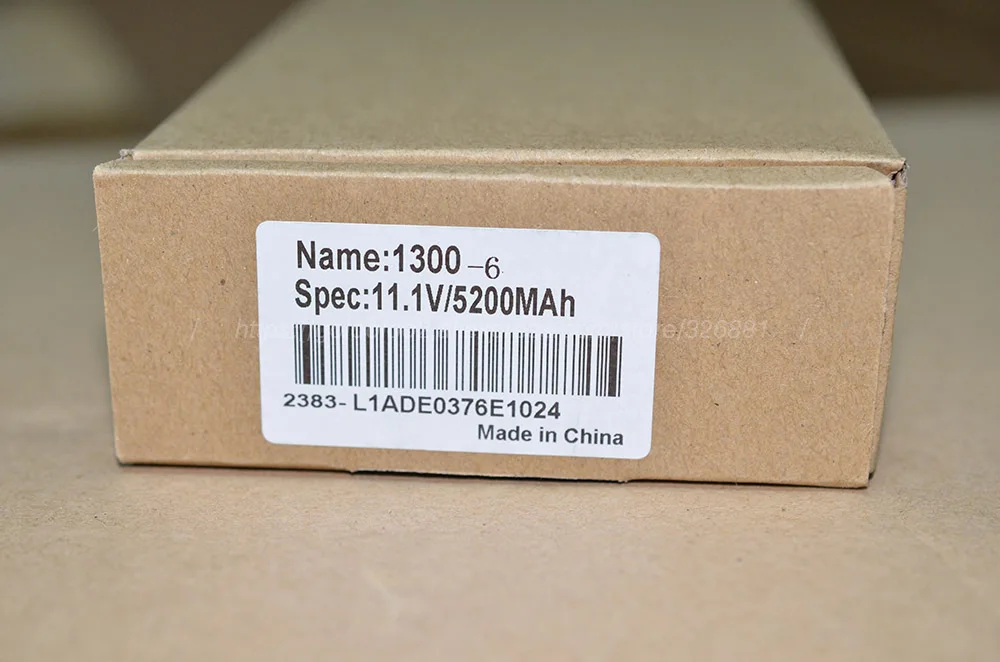 Name:1300 -6
Spec:11.1V/5200MAh
2383- L1ADE0376E1024
Made in China